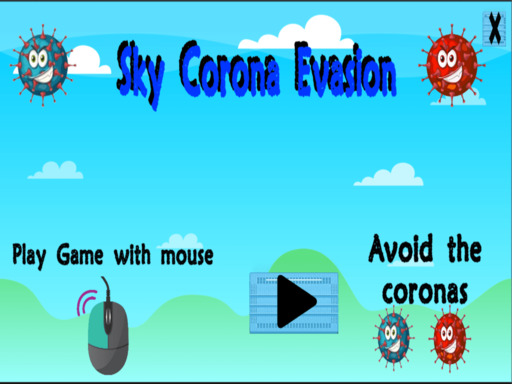 Sky Corona Evasion
X
Play Game with mouse
Avoid the
coronas